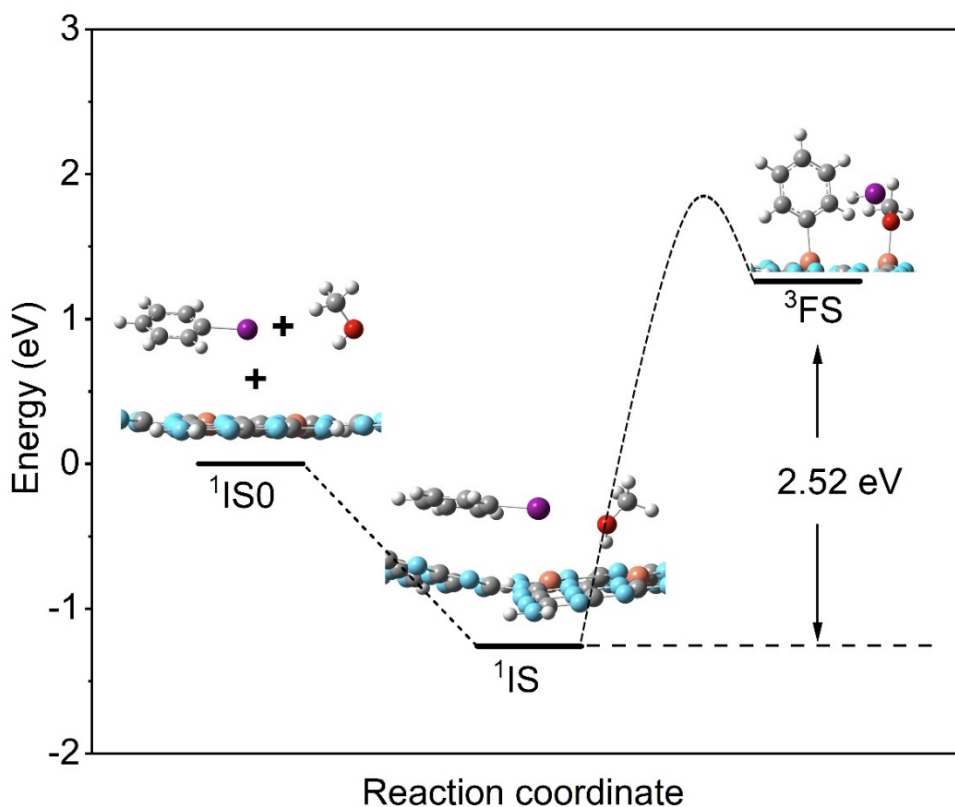 3
2
1
0
-1
-2
Energy (eV)
Reaction coordinate
+
+
¹IS0
¹IS
³FS
2.52 eV